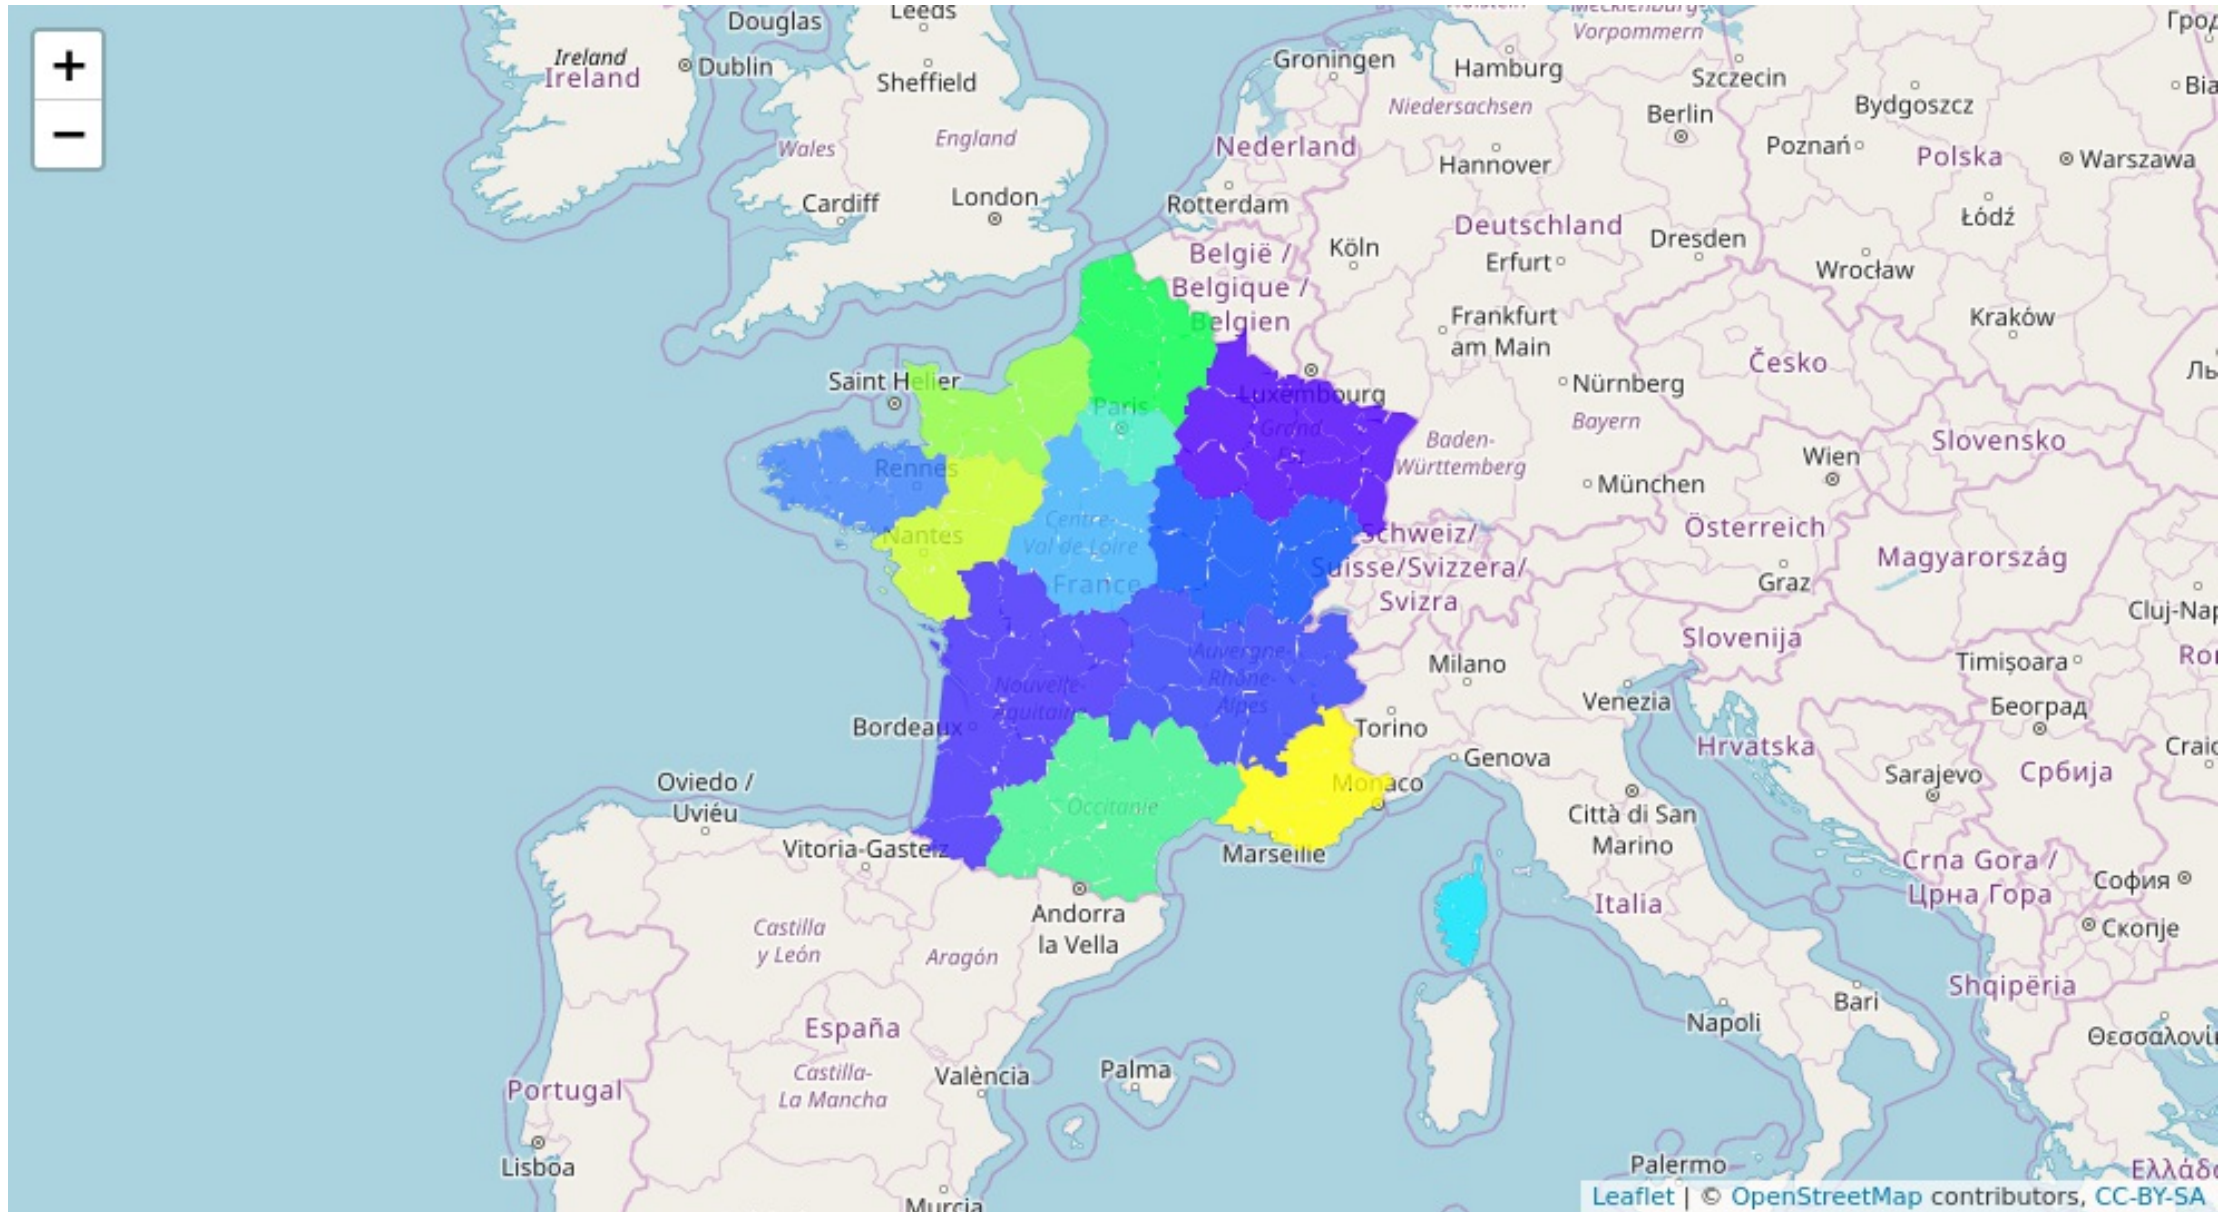 +
−
Douglas
Leeds
Sheffield
Ireland
Ireland
Dublin
Wales
England
Cardiff
London
Groningen
Hamburg
Vorpommern
Szczecin
Niedersachsen
Berlin
Bydgoszcz
Nederland
Hannover
Poznań
Polska
Warszawa
Rotterdam
Łódź
België /
Belgique /
Belgien
Köln
Deutschland
Erfurt
Dresden
Wrocław
Frankfurt
am Main
Kraków
Saint Helier
Luxembourg
Nürnberg
Česko
Paris
Grand
Est
Baden-
Württemberg
Bayern
Slovensko
Rennes
München
Wien
Nantes
Centre-
Val de Loire
France
Schweiz/
Suisse/Svizzera/
Svizra
Österreich
Graz
Magyarország
Cluj-Nap
Slovenija
Auvergne-
Rhône-
Alpes
Nouvelle-
Aquitaine
Milano
Venezia
Timișoara
Београд
Bordeaux
Torino
Genova
Hrvatska
Sarajevo
Србија
Oviedo /
Uviéu
Occitanie
Monaco
Città di San
Marino
Vitoria-Gasteiz
Marseille
Crna Gora /
Црна Гора
София
Andorra
la Vella
Italia
Скопје
Castilla
y León
Aragón
Shqipëria
Bari
Napoli
España
Castilla-
La Mancha
València
Palma
Portugal
Lisboa
Palermo
Murcia
Leaflet | © OpenStreetMap contributors, CC-BY-SA